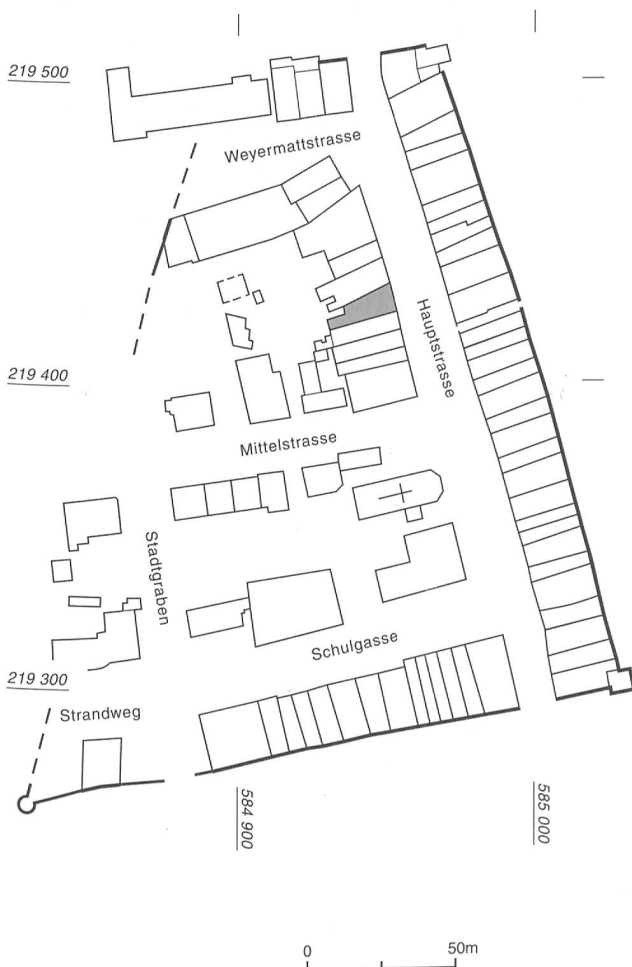 219 500
Weyermattstrasse
Hauptstrasse
219 400
Mittelstrasse
Stadtgraben
Schulgasse
219 300
Strandweg
584 900
585 000
0 50m